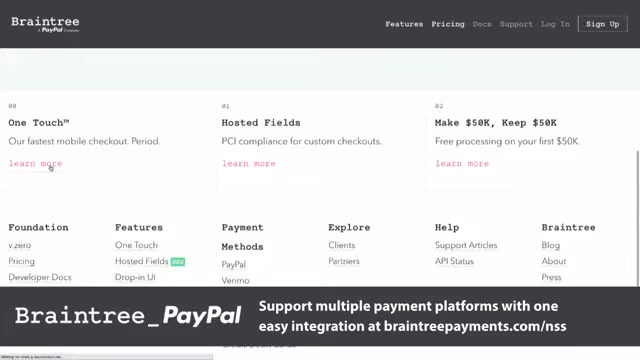 Braintree
A PayPal Company
Features Pricing Docs Support Log In Sign Up
00 01 02
One Touch™ Hosted Fields Make $50K, Keep $50K
Our fastest mobile checkout. Period. PCI compliance for custom checkouts. Free processing on your first $50K.
learn more learn more learn more
Foundation Features Payment Methods Explore Help Braintree
v.zero One Touch PayPal Clients Support Articles Blog
Pricing Hosted Fields NEW Venmo Partners API Status About
Developer Docs Drop-in UI Press
Braintree_PayPal
Support multiple payment platforms with one
easy integration at braintreepayments.com/nss